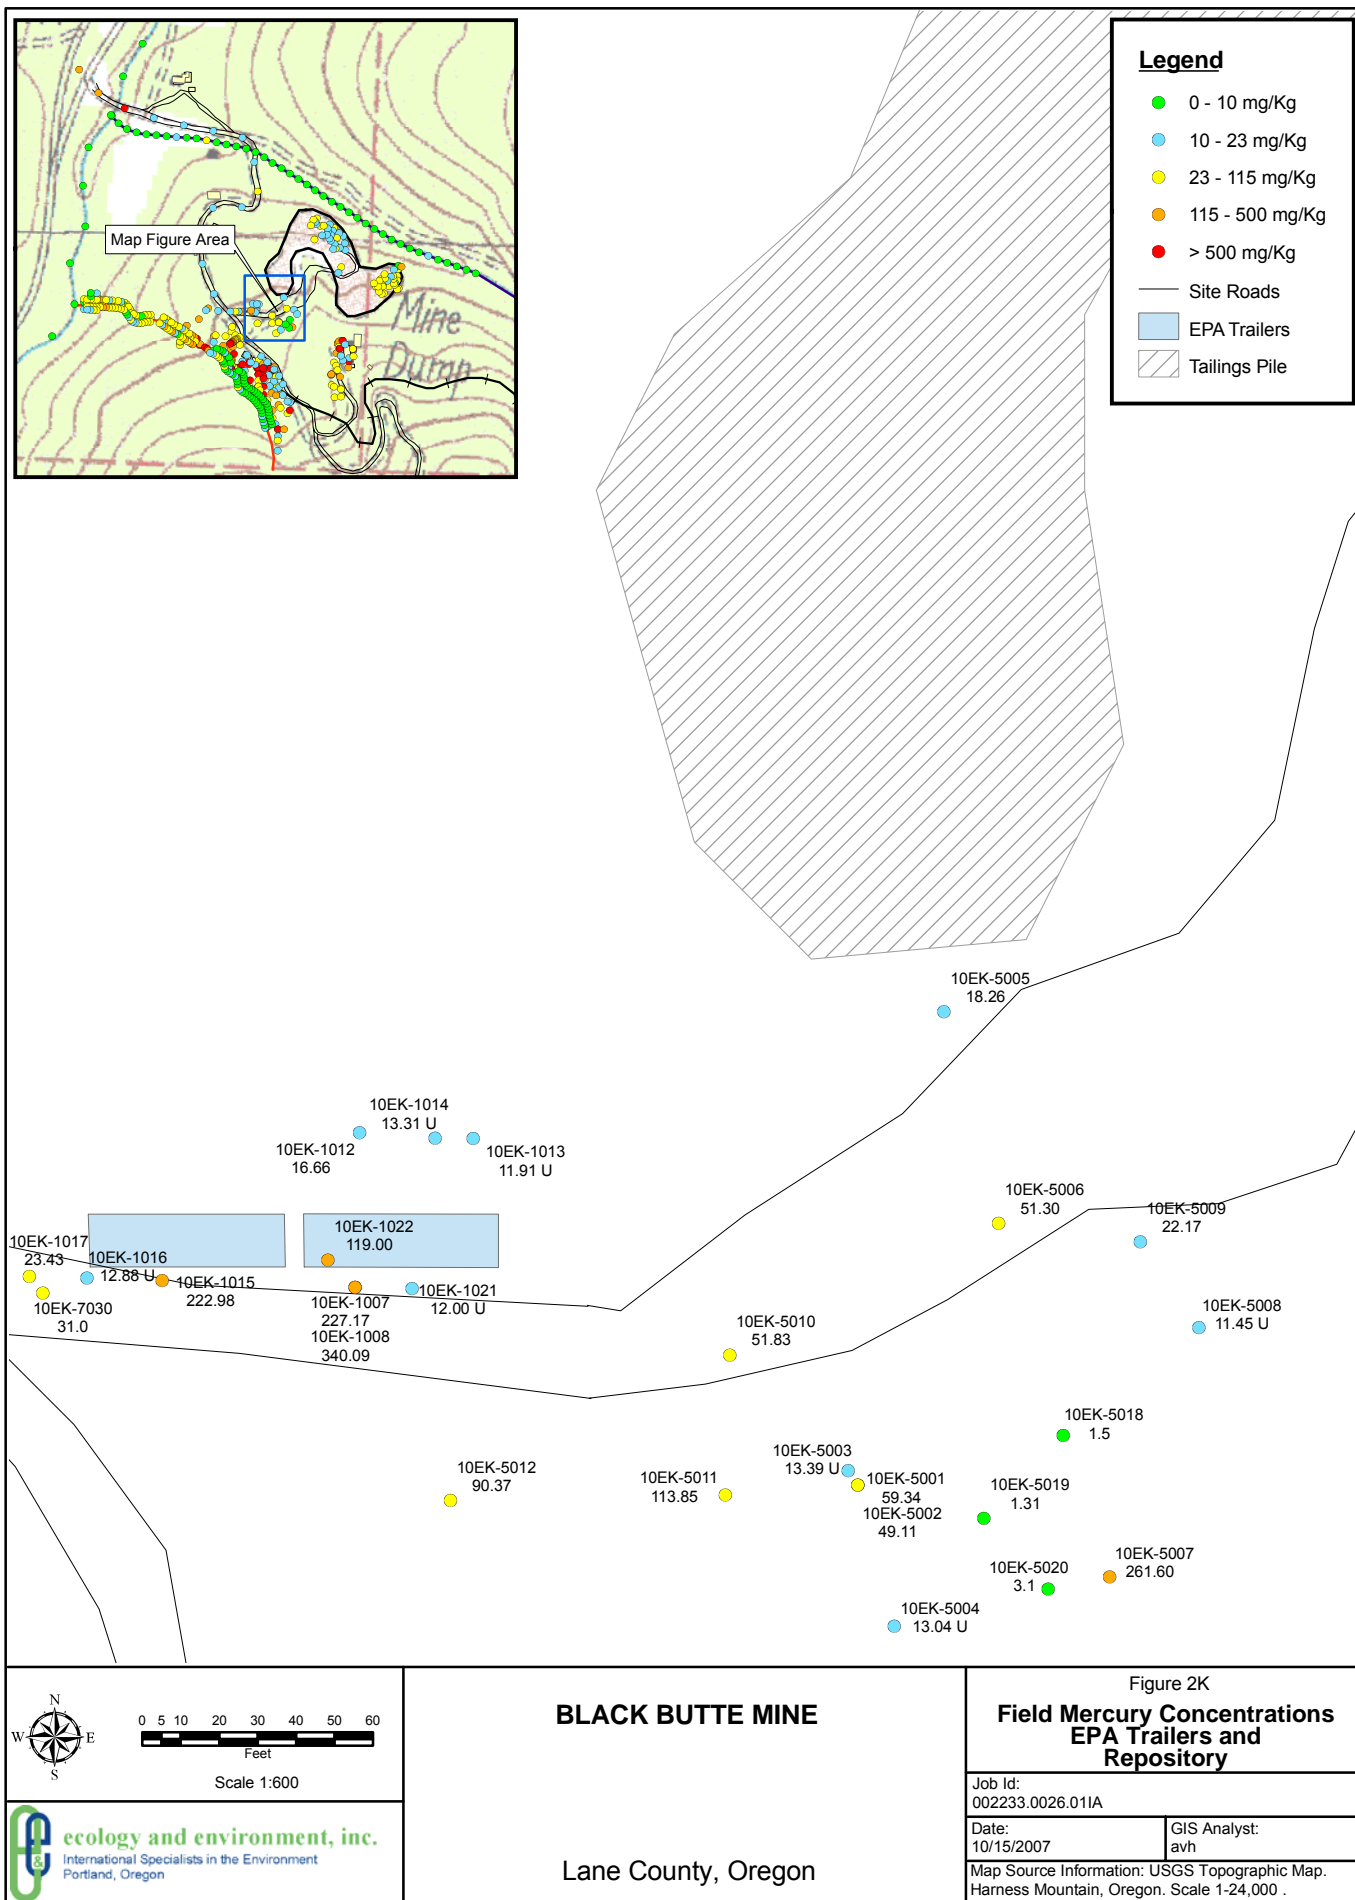 Map Figure Area
Mine
Dump
Legend
0 - 10 mg/Kg
10 - 23 mg/Kg
23 - 115 mg/Kg
115 - 500 mg/Kg
> 500 mg/Kg
Site Roads
EPA Trailers
Tailings Pile
10EK-5005
18.26
10EK-1014
13.31 U
10EK-1012
16.66
10EK-1013
11.91 U
10EK-5006
51.30
10EK-5009
22.17
10EK-1022
119.00
10EK-1017
23.43
10EK-1016
12.88 U
10EK-1015
222.98
10EK-7030
31.0
10EK-1007
227.17
10EK-1008
340.09
10EK-1021
12.00 U
10EK-5010
51.83
10EK-5008
11.45 U
10EK-5018
1.5
10EK-5012
90.37
10EK-5011
113.85
10EK-5003
13.39 U
10EK-5001
59.34
10EK-5002
49.11
10EK-5019
1.31
10EK-5020
3.1
10EK-5007
261.60
10EK-5004
13.04 U
N
W E
S
0 5 10 20 30 40 50 60
Feet
Scale 1:600
ecology and environment, inc.
International Specialists in the Environment
Portland, Oregon
BLACK BUTTE MINE
Lane County, Oregon
Figure 2K
Field Mercury Concentrations
EPA Trailers and
Repository
Job Id:
002233.0026.01IA
Date:
10/15/2007
GIS Analyst:
avh
Map Source Information: USGS Topographic Map.
Harness Mountain, Oregon. Scale 1-24,000 .